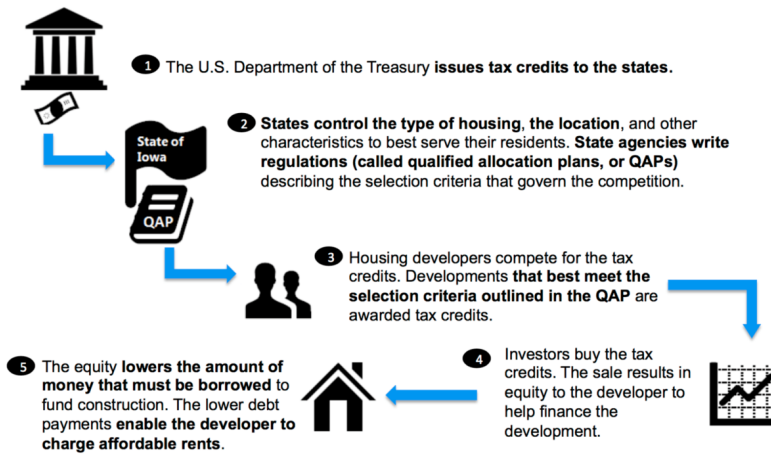 1 The U.S. Department of the Treasury issues tax credits to the states.
State of
Iowa
QAP
2 States control the type of housing, the location, and other
characteristics to best serve their residents. State agencies write
regulations (called qualified allocation plans, or QAPs)
describing the selection criteria that govern the competition.
3 Housing developers compete for the tax
credits. Developments that best meet the
selection criteria outlined in the QAP are
awarded tax credits.
4 Investors buy the tax
credits. The sale results in
equity to the developer to
help finance the
development.
5 The equity lowers the amount of
money that must be borrowed to
fund construction. The lower debt
payments enable the developer to
charge affordable rents.